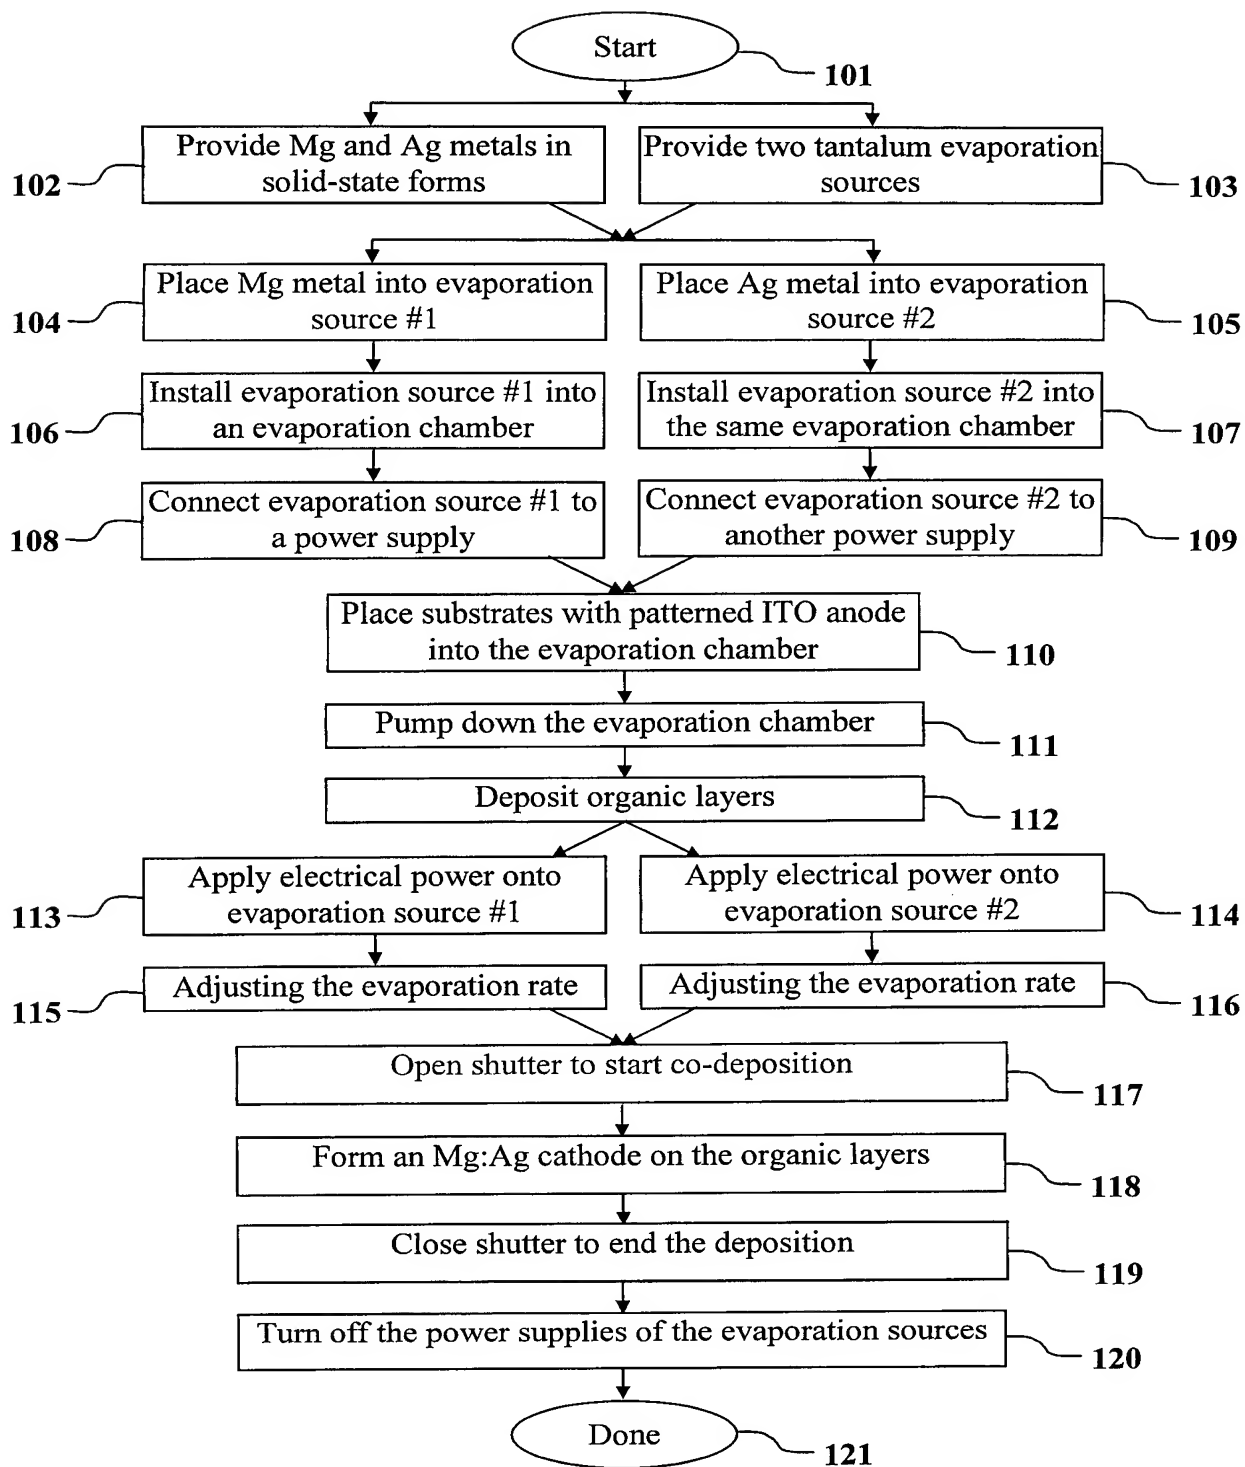 Start
101
Provide Mg and Ag metals in
solid-state forms
102
Provide two tantalum evaporation
sources
103
Place Mg metal into evaporation
source #1
104
Place Ag metal into evaporation
source #2
105
Install evaporation source #1 into
an evaporation chamber
106
Install evaporation source #2 into
the same evaporation chamber
107
Connect evaporation source #1 to
a power supply
108
Connect evaporation source #2 to
another power supply
109
Place substrates with patterned ITO anode
into the evaporation chamber
110
Pump down the evaporation chamber
111
Deposit organic layers
112
Apply electrical power onto
evaporation source #1
113
Apply electrical power onto
evaporation source #2
114
Adjusting the evaporation rate
115
Adjusting the evaporation rate
116
Open shutter to start co-deposition
117
Form an Mg:Ag cathode on the organic layers
118
Close shutter to end the deposition
119
Turn off the power supplies of the evaporation sources
120
Done
121